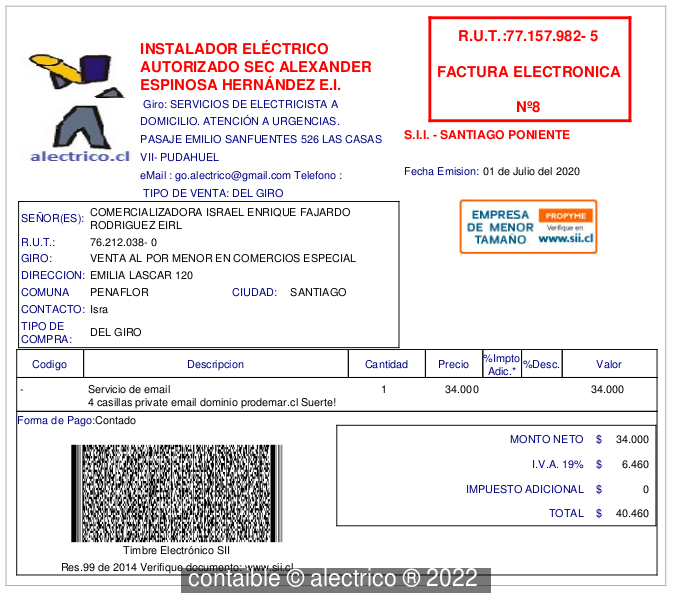 alectrico.cl
INSTALADOR ELÉCTRICO
AUTORIZADO SEC ALEXANDER
ESPINOSA HERNÁNDEZ E.I.
Giro: SERVICIOS DE ELECTRICISTA A
DOMICILIO. ATENCIÓN A URGENCIAS.
PASAJE EMILIO SANFUENTES 526 LAS CASAS
VII- PUDAHUEL
eMail : go.alectrico@gmail.com Telefono :
TIPO DE VENTA: DEL GIRO
R.U.T.:77.157.982- 5
FACTURA ELECTRONICA
Nº8
S.I.I. - SANTIAGO PONIENTE
Fecha Emision: 01 de Julio del 2020
EMPRESA
DE MENOR
TAMAÑO
PROPYME
Verifique en:
www.sii.cl
SEÑOR(ES): COMERCIALIZADORA ISRAEL ENRIQUE FAJARDO
RODRIGUEZ EIRL
R.U.T.: 76.212.038- 0
GIRO: VENTA AL POR MENOR EN COMERCIOS ESPECIAL
DIRECCION: EMILIA LASCAR 120
COMUNA PENAFLOR CIUDAD: SANTIAGO
CONTACTO: Isra
TIPO DE
COMPRA: DEL GIRO
Codigo Descripcion Cantidad Precio %Impto Adic.* %Desc. Valor
- Servicio de email 1 34.000 34.000
4 casillas private email dominio prodemar.cl Suerte!
Forma de Pago:Contado
MONTO NETO $ 34.000
I.V.A. 19% $ 6.460
IMPUESTO ADICIONAL $ 0
TOTAL $ 40.460
Timbre Electrónico SII
Res.99 de 2014 Verifique documento: www.sii.cl
contaible © alectrico ® 2022